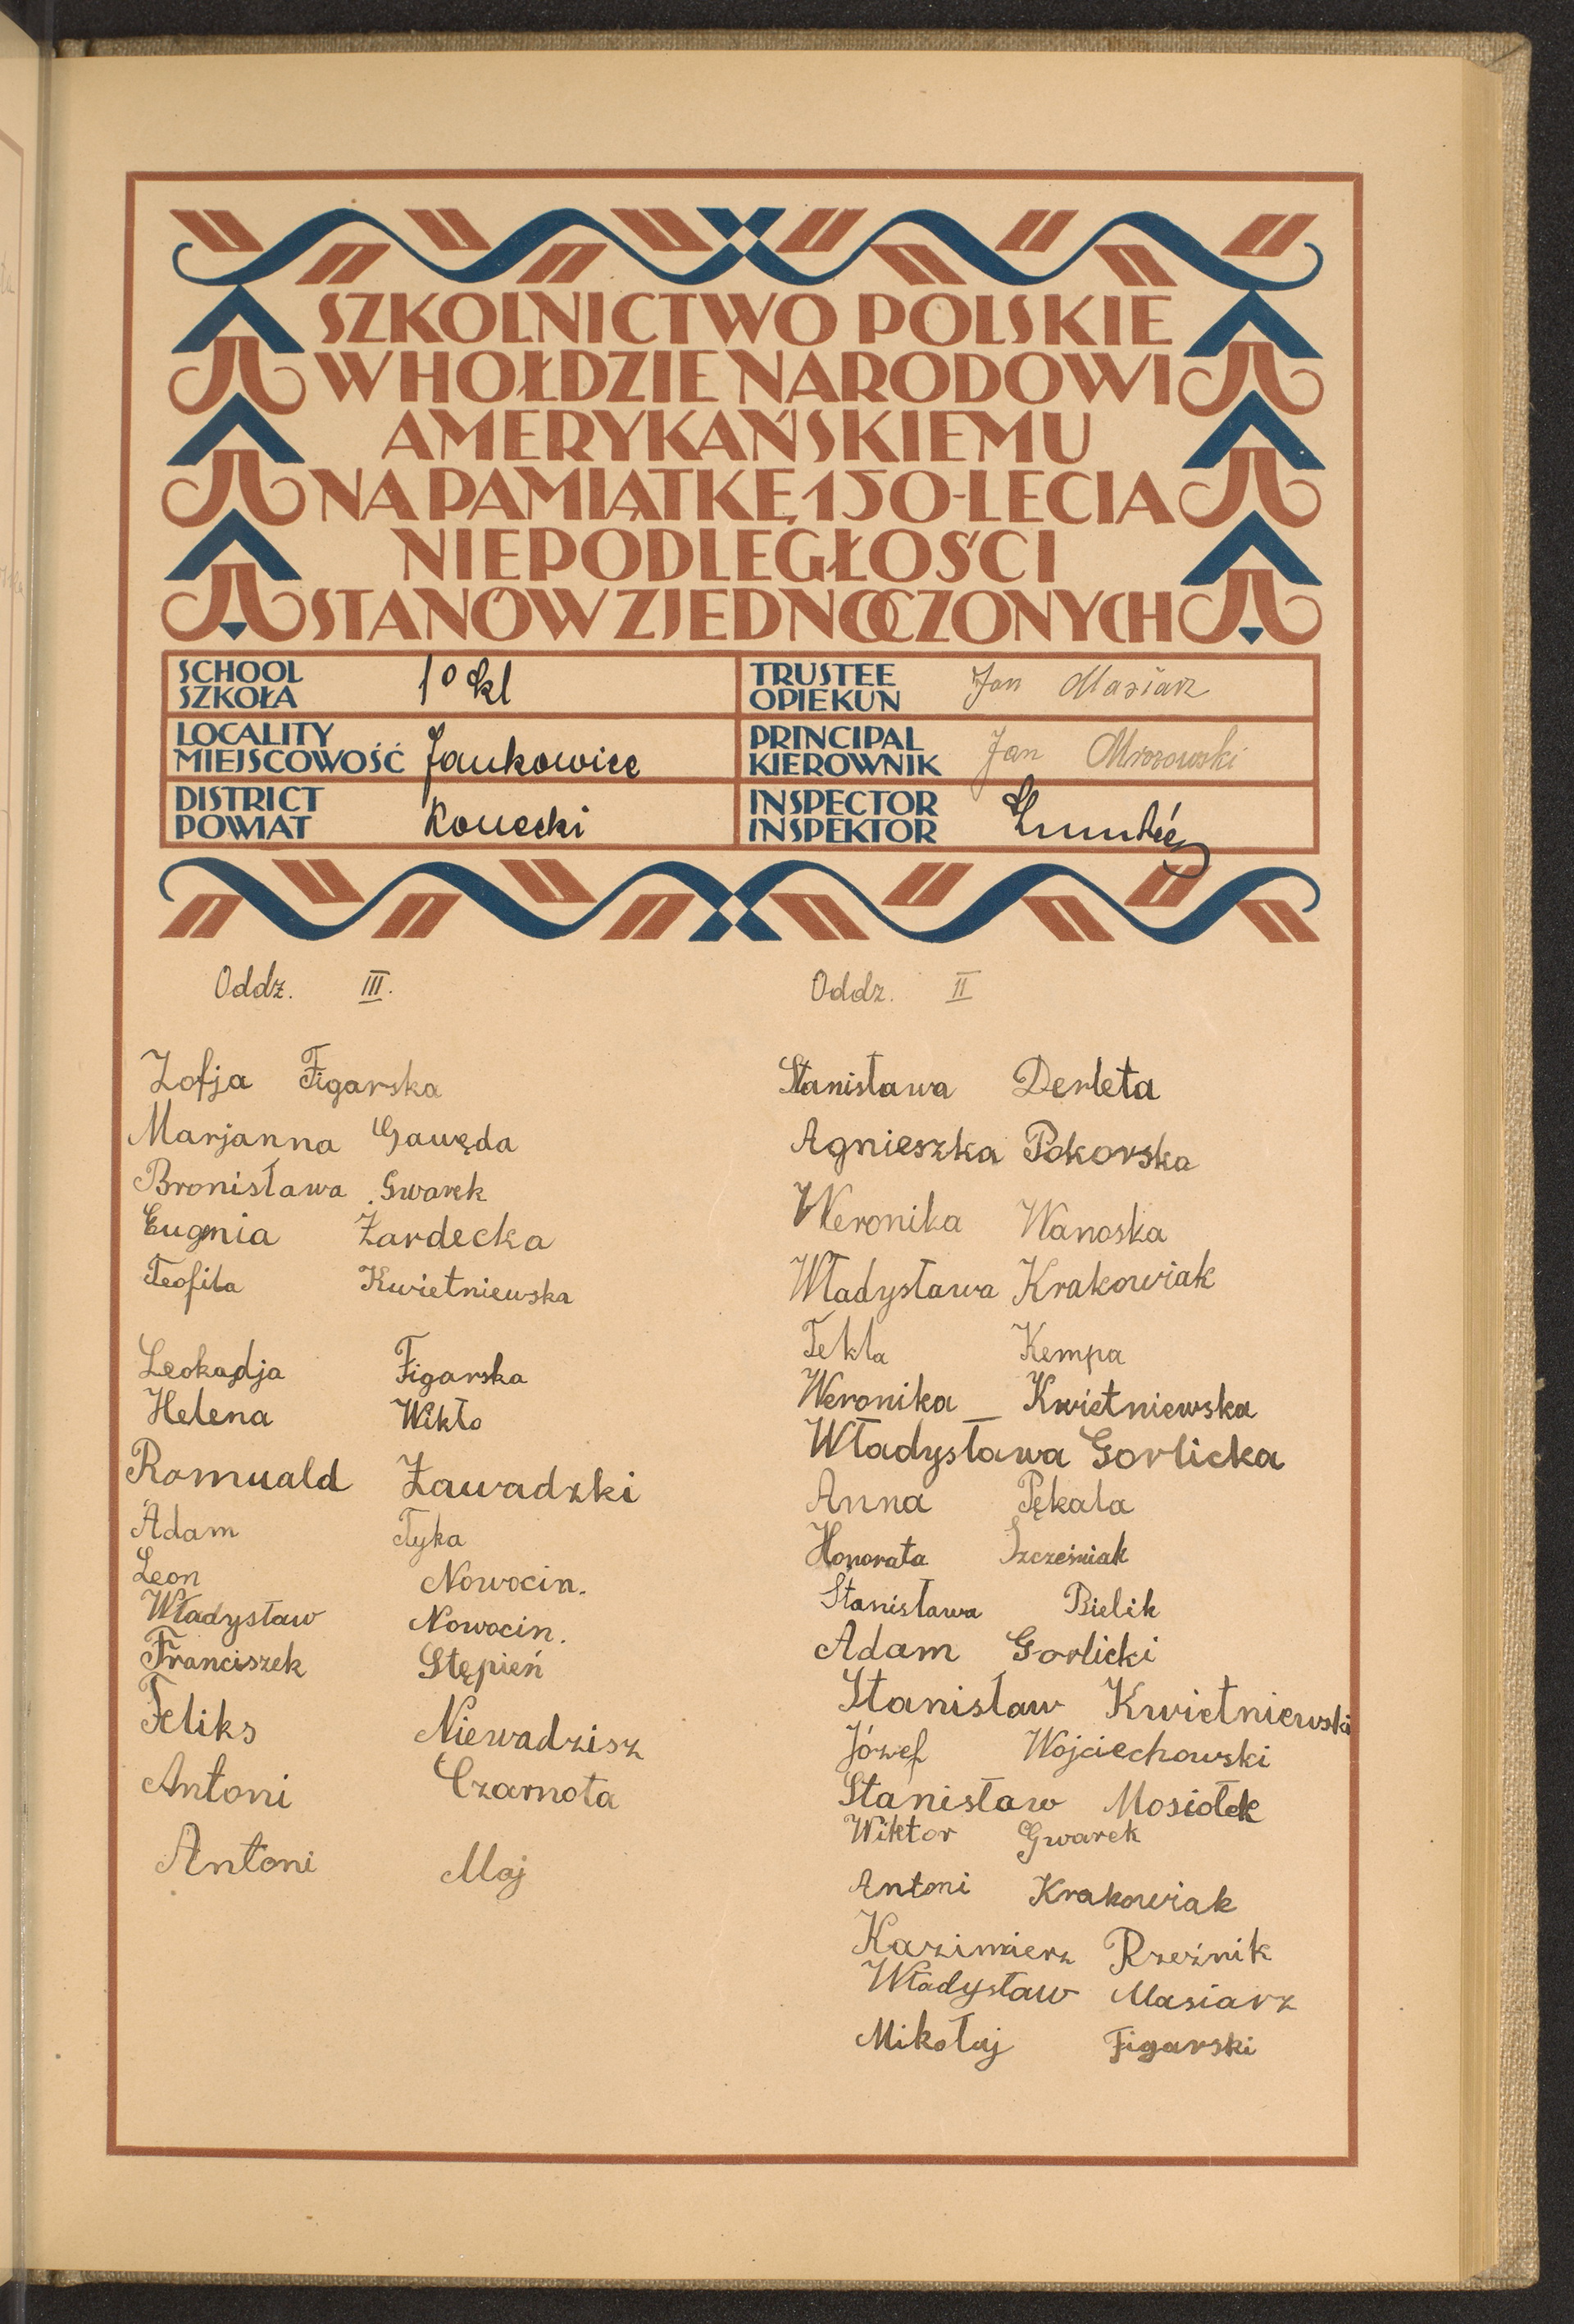 SZKOLNICTWO POLSKIE
W HOŁDZIE NARODOWI
AMERYKAŃSKIEMU
NA PAMIĄTKĘ 150-LECIA
NIEPODLEGŁOŚCI
STANÓW ZJEDNOCZONYCH
SCHOOL
SZKOŁA
1o kl
TRUSTEE
OPIEKUN
Jan Masiarz
LOCALITY
MIEJSCOWOŚĆ
Jankowice
PRINCIPAL
KIEROWNIK
Jan Mrozowski
DISTRICT
POWIAT
Konecki
INSPECTOR
INSPEKTOR
Oddz. III.
Zofja Figarska
Marjanna Gawęda
Bronisława Gwarek
Eugenia Żardecka
Teofila Kwietniewska
Leokadja Figarska
Helena Wikło
Romuald Zawadzki
Adam Tyka
Leon Nowocin.
Władysław Nowocin.
Franciszek Stępień
Feliks Niewadzisz
Antoni Czarnota
Antoni Maj
Oddz. II
Stanisława Derleta
Agnieszka Pokorska
Weronika Wanoska
Władysława Krakowiak
Tekla Kempa
Weronika Kwietniewska
Władysława Gorlicka
Anna Pękala
Honorata Szcześniak
Stanisława Bielik
Adam Gorlicki
Stanisław Kwietniewski
Józef Wojciechowski
Stanisław Mosiołek
Wiktor Gwarek
Antoni Krakowiak
Kazimierz Rzeźnik
Władysław Masiarz
Mikołaj Figarski